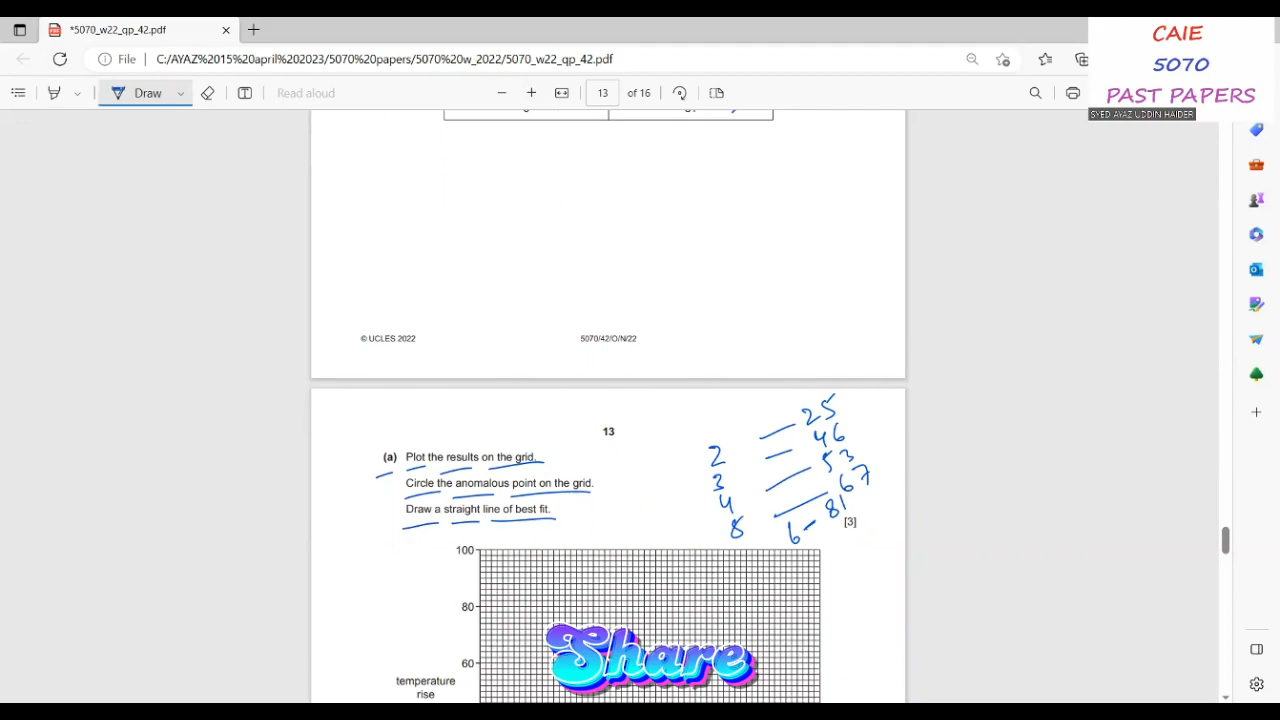 *5070_w22_qp_42.pdf
File C:/AYAZ%2015%20april%202023/5070%20papers/5070%20w_2022/5070_w22_qp_42.pdf
CAIE
5070
PAST PAPERS
SYED AYAZ UDDIN HAIDER
Draw
Read aloud
13 of 16
© UCLES 2022
5070/42/O/N/22
13
(a) Plot the results on the grid.
Circle the anomalous point on the grid.
Draw a straight line of best fit.
[3]
25
2 46
3 53
4 67
8 81
6
100
80
60
temperature
rise
Share